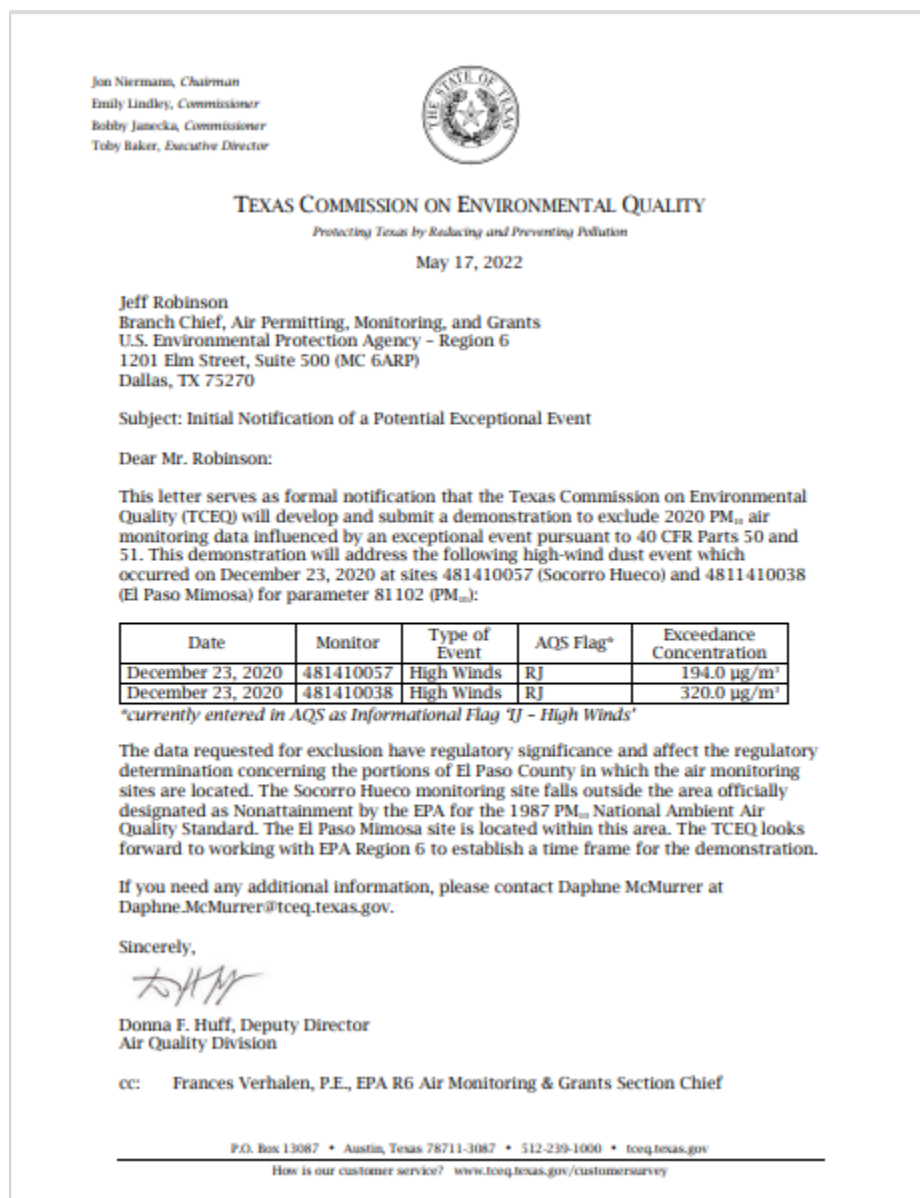 Jon Niermann, Chairman
Emily Lindley, Commissioner
Bobby Janecka, Commissioner
Toby Baker, Executive Director
THE STATE OF TEXAS
TEXAS COMMISSION ON ENVIRONMENTAL QUALITY
Protecting Texas by Reducing and Preventing Pollution
May 17, 2022
Jeff Robinson
Branch Chief, Air Permitting, Monitoring, and Grants
U.S. Environmental Protection Agency – Region 6
1201 Elm Street, Suite 500 (MC 6ARP)
Dallas, TX 75270
Subject: Initial Notification of a Potential Exceptional Event
Dear Mr. Robinson:
This letter serves as formal notification that the Texas Commission on Environmental
Quality (TCEQ) will develop and submit a demonstration to exclude 2020 PM₁₀ air
monitoring data influenced by an exceptional event pursuant to 40 CFR Parts 50 and
51. This demonstration will address the following high-wind dust event which
occurred on December 23, 2020 at sites 481410057 (Socorro Hueco) and 4811410038
(El Paso Mimosa) for parameter 81102 (PM₁₀):
Date Monitor Type of Event AQS Flag* Exceedance Concentration
December 23, 2020 481410057 High Winds RJ 194.0 µg/m³
December 23, 2020 481410038 High Winds RJ 320.0 µg/m³
*currently entered in AQS as Informational Flag 'IJ – High Winds'
The data requested for exclusion have regulatory significance and affect the regulatory
determination concerning the portions of El Paso County in which the air monitoring
sites are located. The Socorro Hueco monitoring site falls outside the area officially
designated as Nonattainment by the EPA for the 1987 PM₁₀ National Ambient Air
Quality Standard. The El Paso Mimosa site is located within this area. The TCEQ looks
forward to working with EPA Region 6 to establish a time frame for the demonstration.
If you need any additional information, please contact Daphne McMurrer at
Daphne.McMurrer@tceq.texas.gov.
Sincerely,
Donna F. Huff, Deputy Director
Air Quality Division
cc: Frances Verhalen, P.E., EPA R6 Air Monitoring & Grants Section Chief
P.O. Box 13087 • Austin, Texas 78711-3087 • 512-239-1000 • tceq.texas.gov
How is our customer service? www.tceq.texas.gov/customersurvey